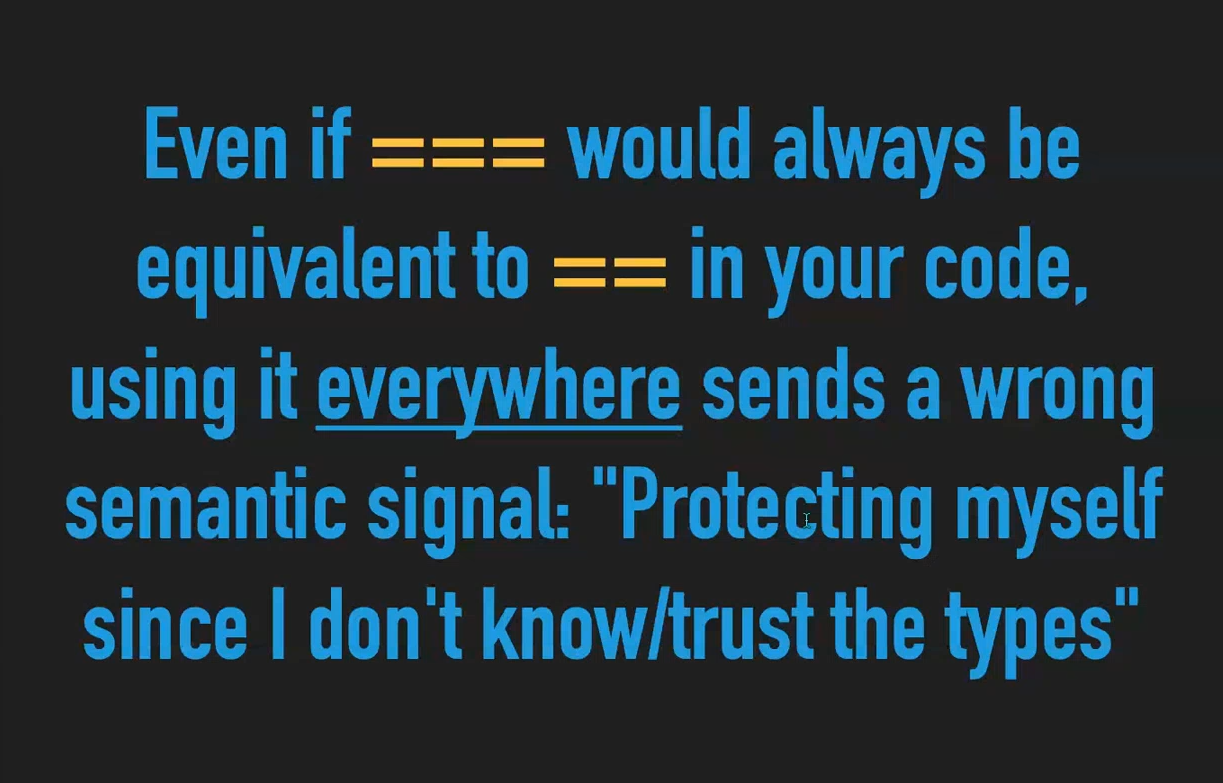 Even if === would always be
equivalent to == in your code,
using it everywhere sends a wrong
semantic signal: "Protecting myself
since I don't know/trust the types"